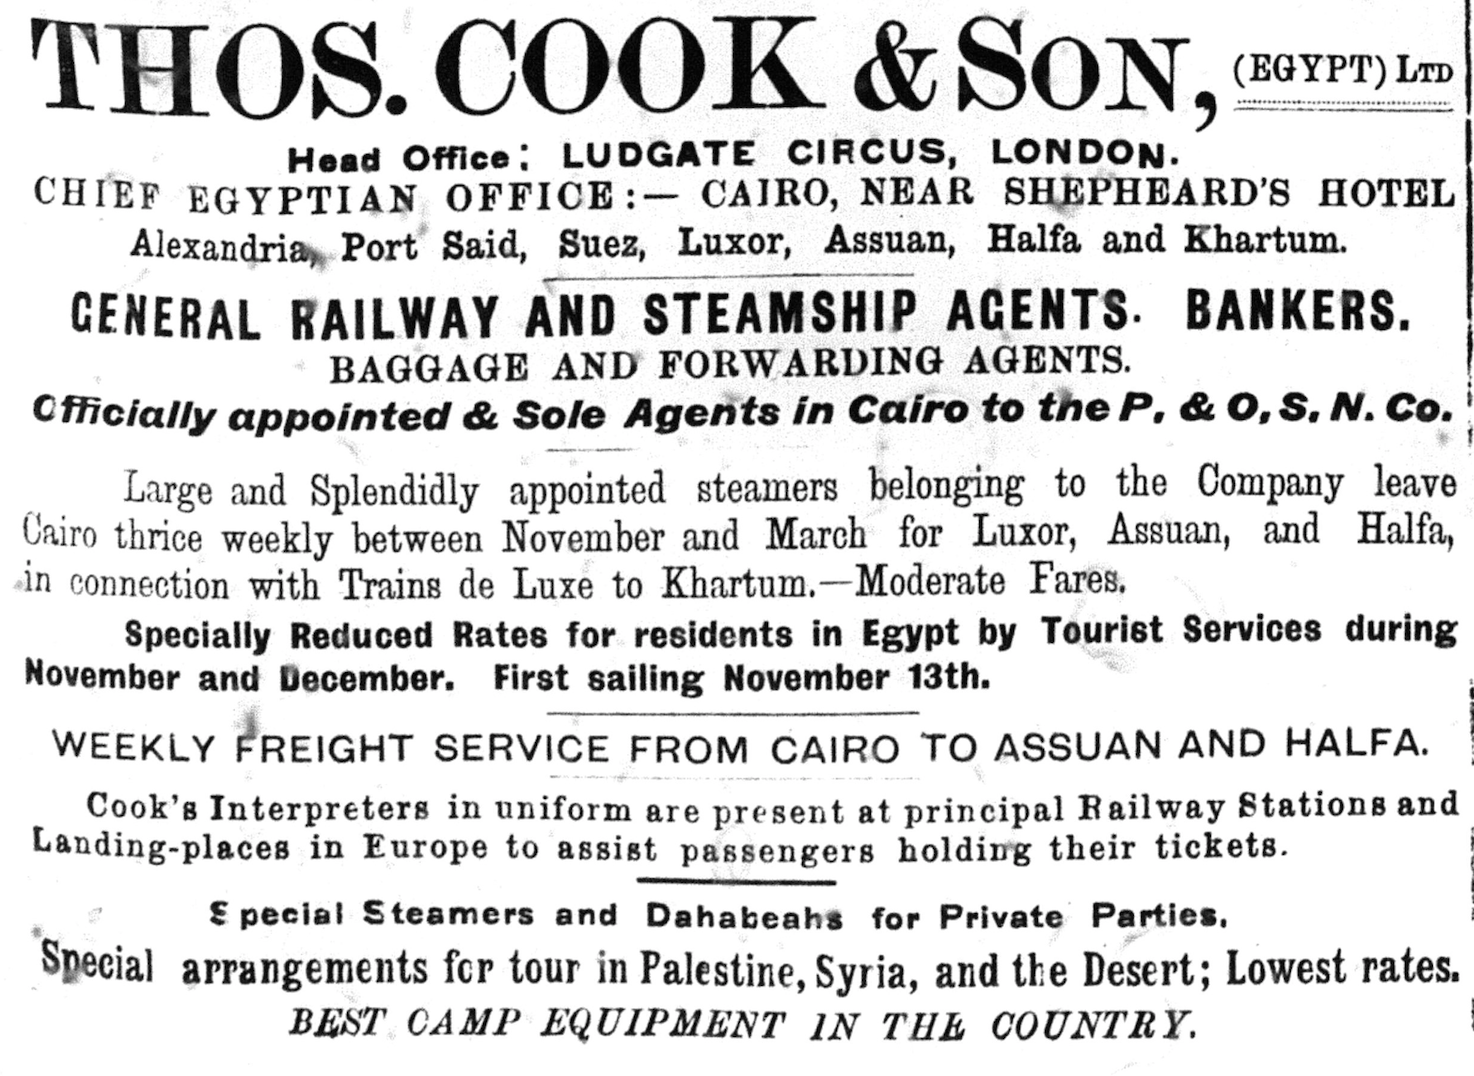 THOS. COOK & SON, (EGYPT) LTD
Head Office: LUDGATE CIRCUS, LONDON.
CHIEF EGYPTIAN OFFICE:— CAIRO, NEAR SHEPHEARD'S HOTEL
Alexandria, Port Said, Suez, Luxor, Assuan, Halfa and Khartum.
GENERAL RAILWAY AND STEAMSHIP AGENTS. BANKERS.
BAGGAGE AND FORWARDING AGENTS.
Officially appointed & Sole Agents in Cairo to the P. & O. S. N. Co.
Large and Splendidly appointed steamers belonging to the Company leave
Cairo thrice weekly between November and March for Luxor, Assuan, and Halfa,
in connection with Trains de Luxe to Khartum.—Moderate Fares.
Specially Reduced Rates for residents in Egypt by Tourist Services during
November and December. First sailing November 13th.
WEEKLY FREIGHT SERVICE FROM CAIRO TO ASSUAN AND HALFA.
Cook's Interpreters in uniform are present at principal Railway Stations and
Landing-places in Europe to assist passengers holding their tickets.
Special Steamers and Dahabeahs for Private Parties.
Special arrangements for tour in Palestine, Syria, and the Desert; Lowest rates.
BEST CAMP EQUIPMENT IN THE COUNTRY.